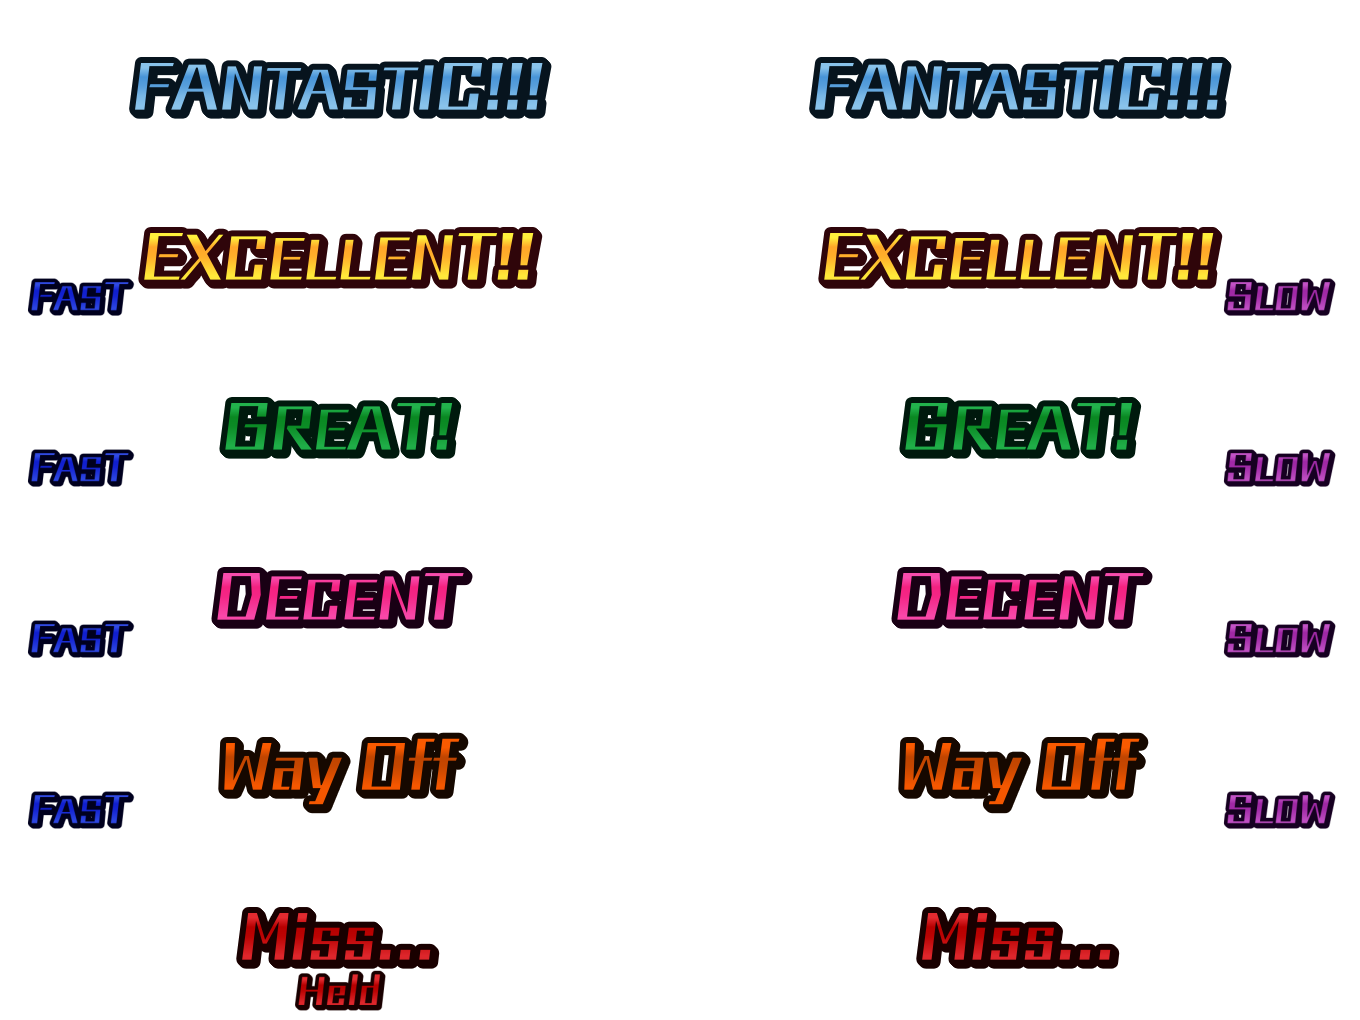 FANTASTIC!!! FANTASTIC!!!
EXCELLENT!! EXCELLENT!!
FAST SLOW
GREAT! GREAT!
FAST SLOW
DECENT DECENT
FAST SLOW
Way Off Way Off
FAST SLOW
Miss... Miss...
Held